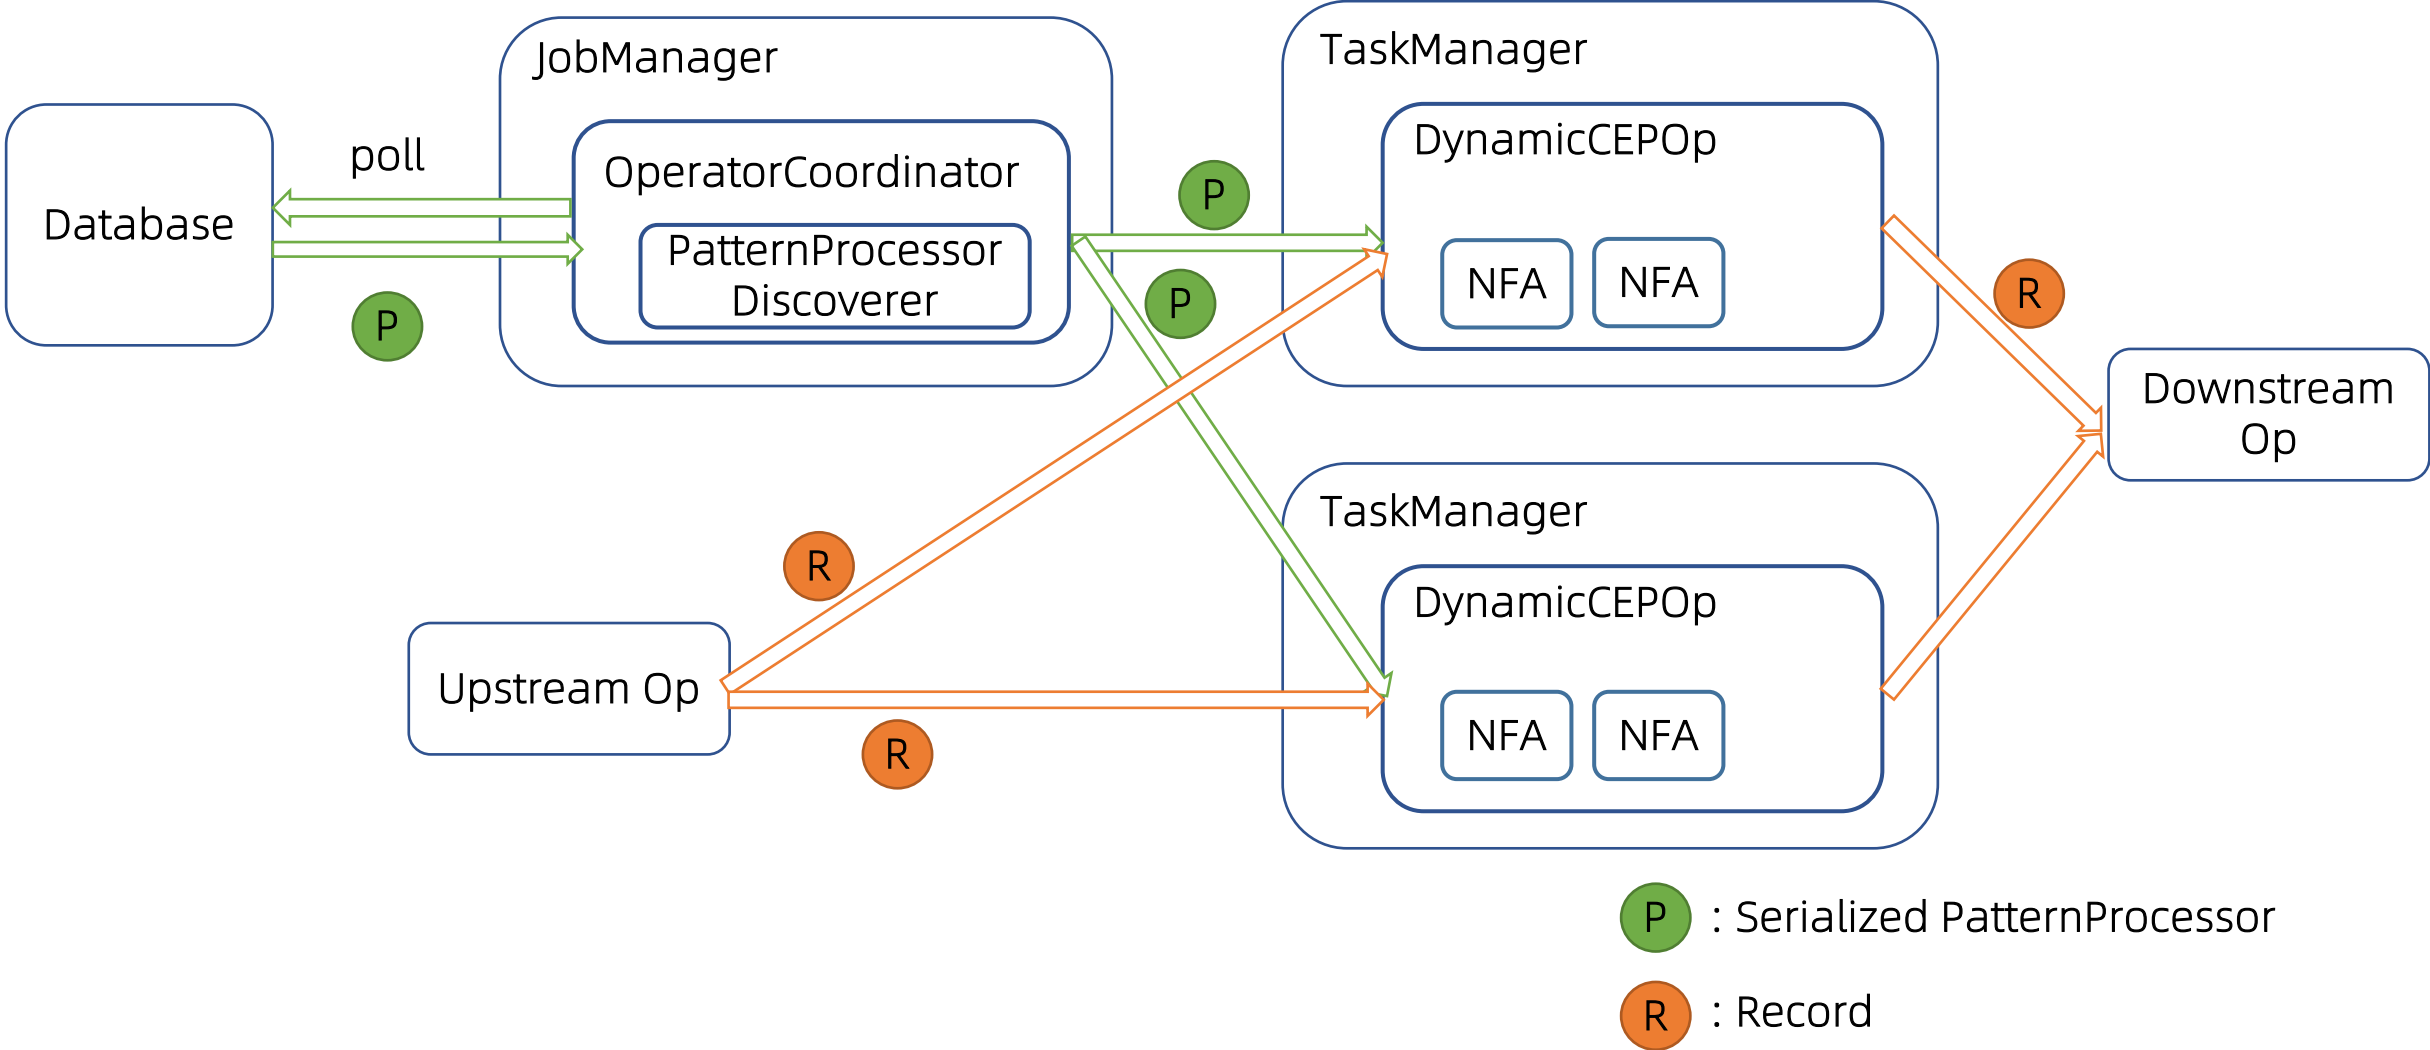 JobManager
TaskManager
DynamicCEPOp
poll
OperatorCoordinator
P
Database
PatternProcessor
Discoverer
NFA
NFA
P
P
R
Downstream
Op
TaskManager
R
DynamicCEPOp
Upstream Op
NFA
NFA
R
P : Serialized PatternProcessor
R : Record